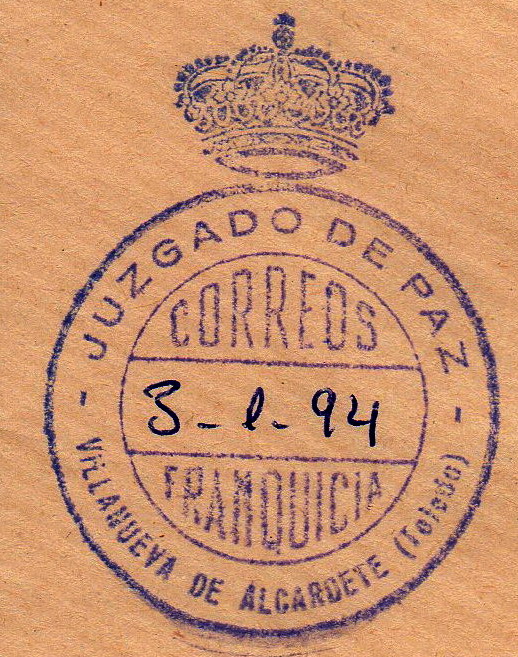 - JUZGADO DE PAZ -
CORREOS
3-1-94
FRANQUICIA
VILLANUEVA DE ALCARDETE (Toledo)